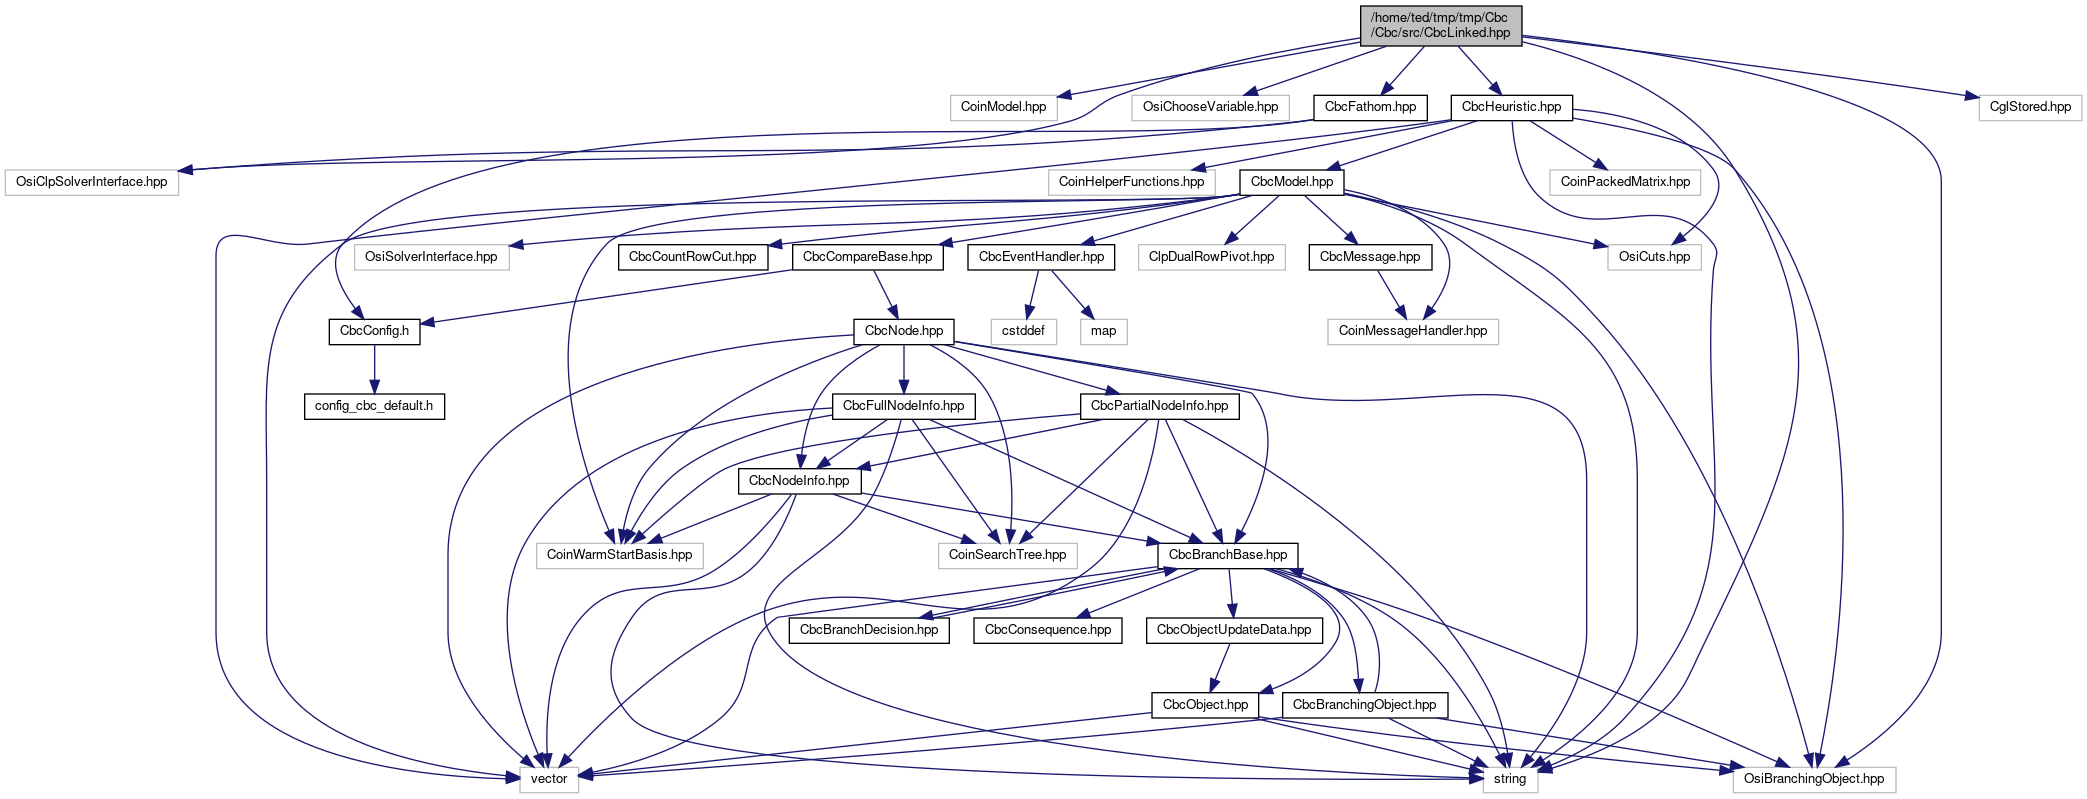 /home/ted/tmp/tmp/Cbc
/Cbc/src/CbcLinked.hpp
CoinModel.hpp
OsiChooseVariable.hpp
CbcFathom.hpp
CbcHeuristic.hpp
CglStored.hpp
OsiClpSolverInterface.hpp
CoinHelperFunctions.hpp
CbcModel.hpp
CoinPackedMatrix.hpp
OsiSolverInterface.hpp
CbcCountRowCut.hpp
CbcCompareBase.hpp
CbcEventHandler.hpp
ClpDualRowPivot.hpp
CbcMessage.hpp
OsiCuts.hpp
CbcConfig.h
CbcNode.hpp
cstddef
map
CoinMessageHandler.hpp
config_cbc_default.h
CbcFullNodeInfo.hpp
CbcPartialNodeInfo.hpp
CbcNodeInfo.hpp
CoinWarmStartBasis.hpp
CoinSearchTree.hpp
CbcBranchBase.hpp
CbcBranchDecision.hpp
CbcConsequence.hpp
CbcObjectUpdateData.hpp
CbcObject.hpp
CbcBranchingObject.hpp
vector
string
OsiBranchingObject.hpp